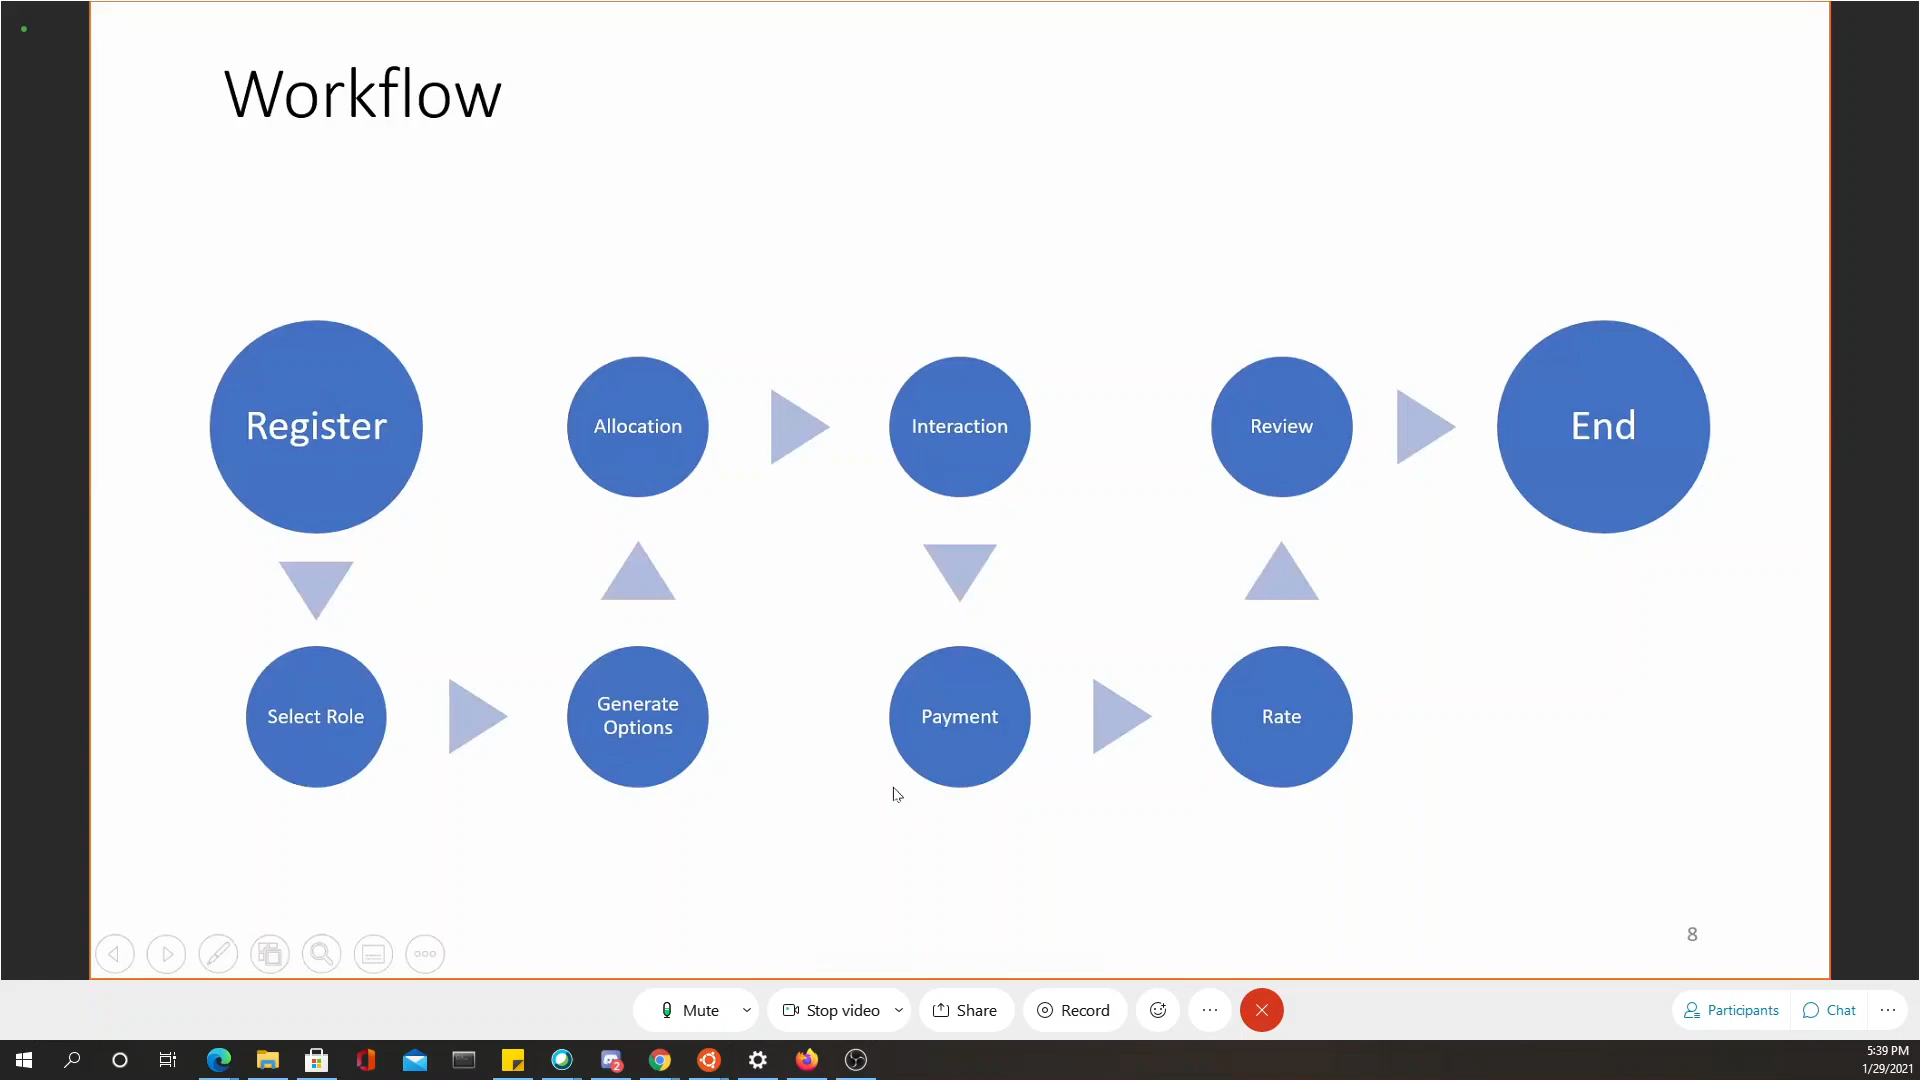 Workflow
Register
Allocation
Interaction
Review
End
Select Role
Generate
Options
Payment
Rate
8
Mute
Stop video
Share
Record
Participants
Chat
2
5:39 PM
1/29/2021